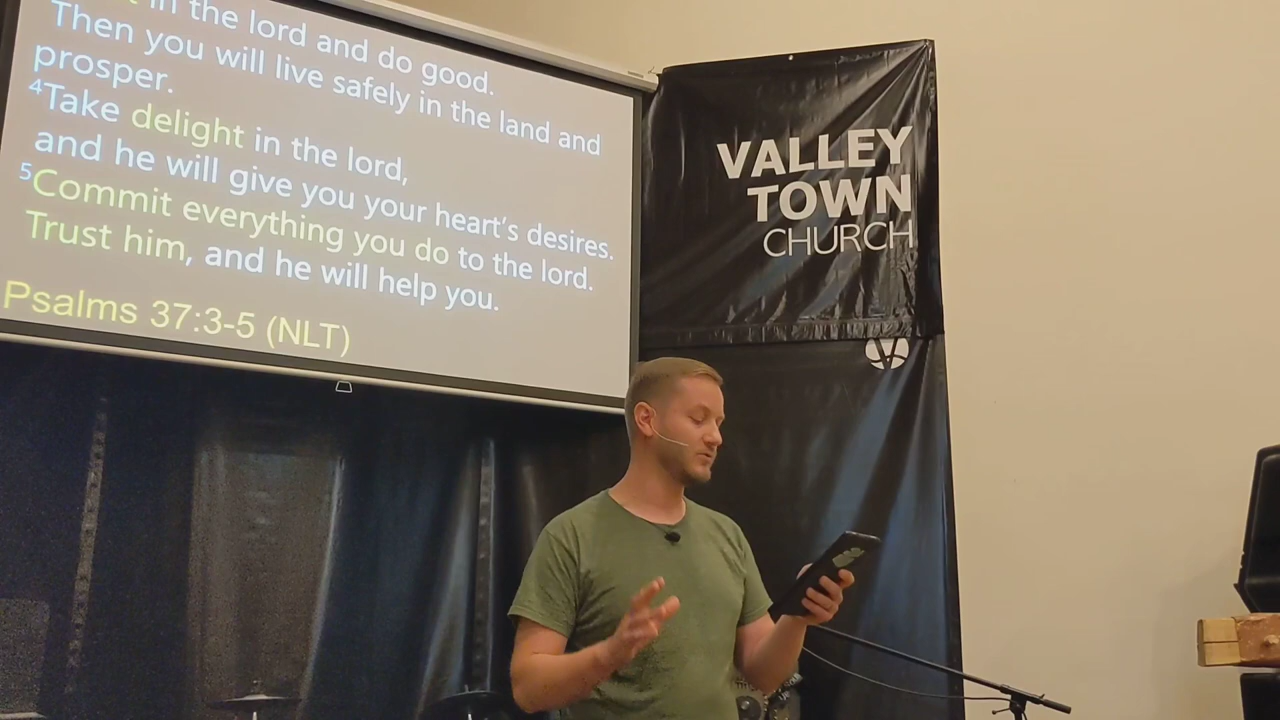 in the lord and do good.
Then you will live safely in the land and
prosper.
⁴Take delight in the lord,
and he will give you your heart's desires.
⁵Commit everything you do to the lord.
Trust him, and he will help you.
Psalms 37:3-5 (NLT)
VALLEY
TOWN
CHURCH